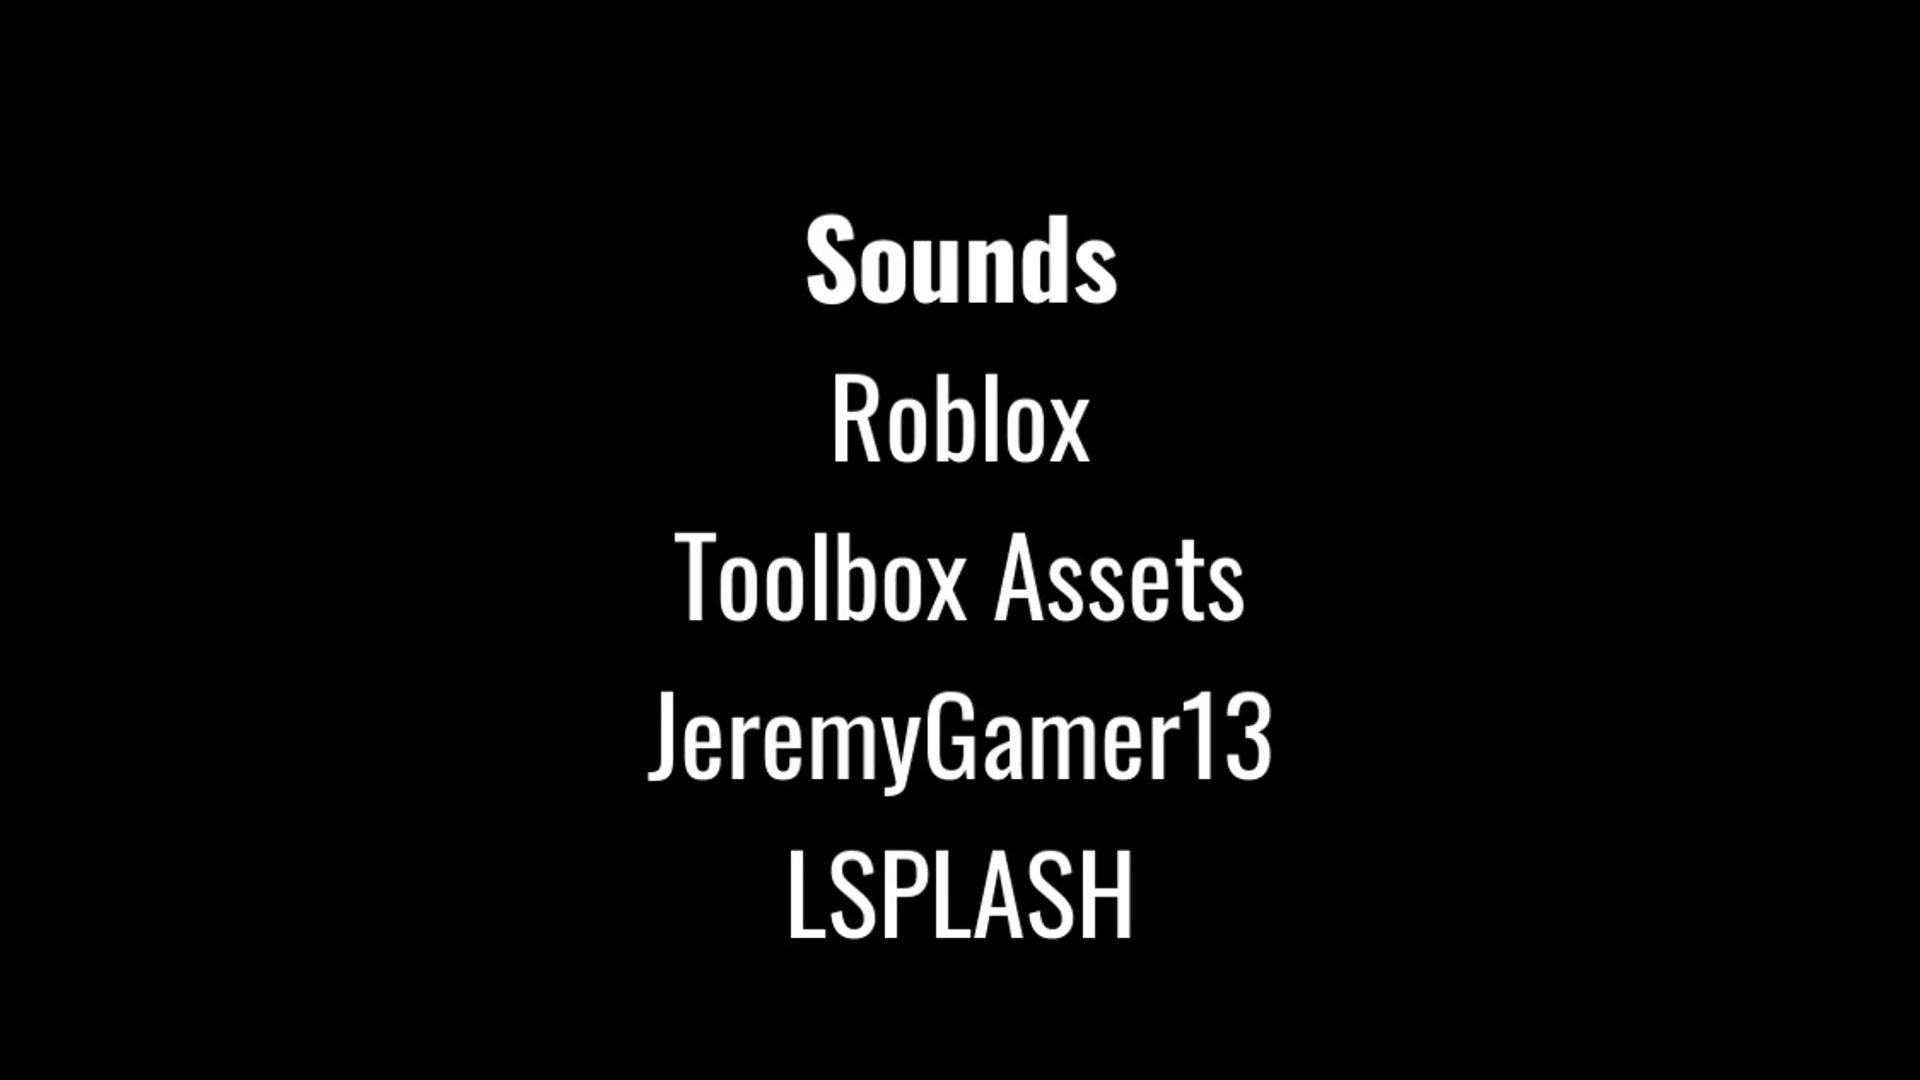 Sounds
Roblox
Toolbox Assets
JeremyGamer13
LSPLASH